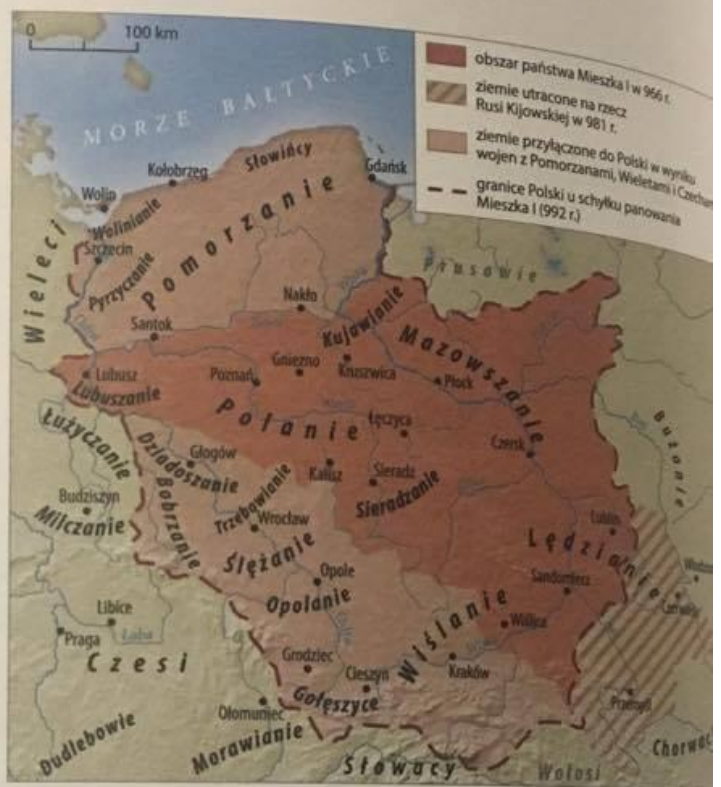 0 100 km
obszar państwa Mieszka I w 966 r.
ziemie utracone na rzecz
Rusi Kijowskiej w 981 r.
ziemie przyłączone do Polski w wyniku
wojen z Pomorzanami, Wieletami i Czecham
granice Polski u schyłku panowania
Mieszka I (992 r.)
MORZE BAŁTYCKIE
Słowińcy
Kołobrzeg
Gdańsk
Wolin
Wolinianie
Szczecin
Pomorzanie
Pyrzyczanie
Wieleci
Prusowie
Nakło
Santok
Kujawianie
Mazowszanie
Gniezno
Kruszwica
Lubusz
Poznań
Płock
Lubuszanie
Polanie
Łęczyca
Łużyczanie
Dziadoszanie
Głogów
Czersk
Bużanie
Kalisz
Sieradz
Sieradzanie
Bobrzanie
Trzebowianie
Budziszyn
Milczanie
Wrocław
Lublin
Lędzianie
Ślężanie
Opole
Sandomierz
Opolanie
Wiślanie
Wiślica
Libice
Praga
Łaba
Czesi
Grodziec
Cieszyn
Kraków
Gołęszyce
Przemyśl
Ołomuniec
Dudlebowie
Morawianie
Słowacy
Wołosi
Chorwac